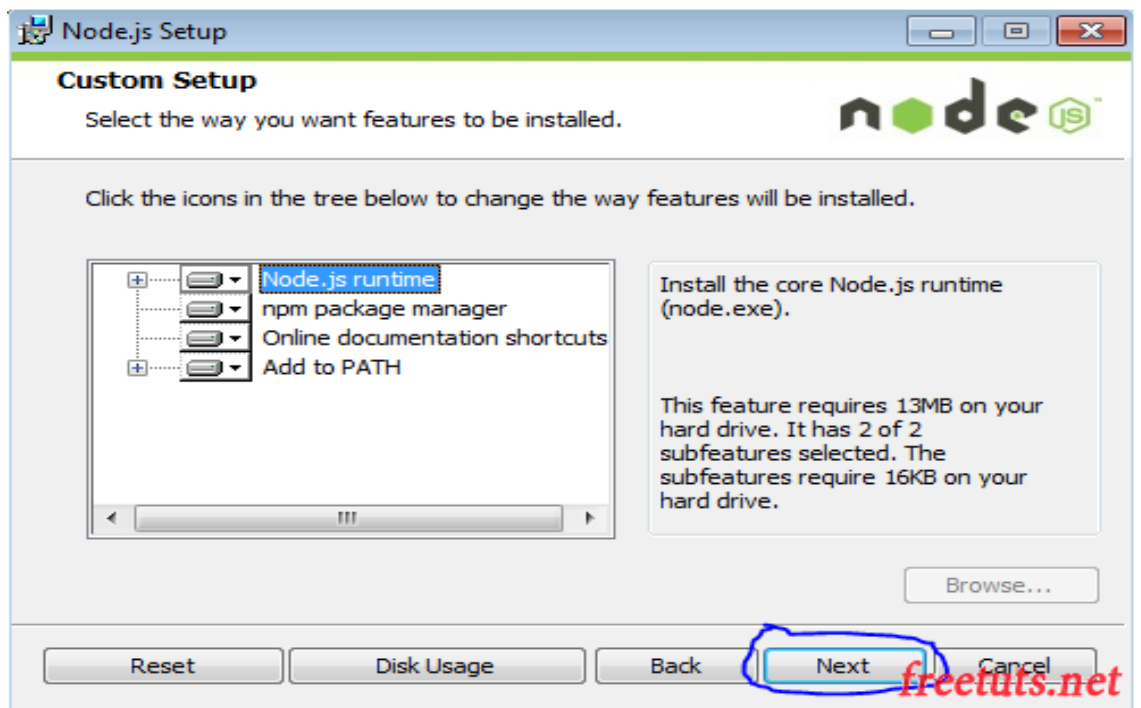 Node.js Setup
Custom Setup
Select the way you want features to be installed.
node JS
Click the icons in the tree below to change the way features will be installed.
Node.js runtime
npm package manager
Online documentation shortcuts
Add to PATH
Install the core Node.js runtime
(node.exe).
This feature requires 13MB on your
hard drive. It has 2 of 2
subfeatures selected. The
subfeatures require 16KB on your
hard drive.
Browse...
Reset
Disk Usage
Back
Next
Cancel
freetuts.net